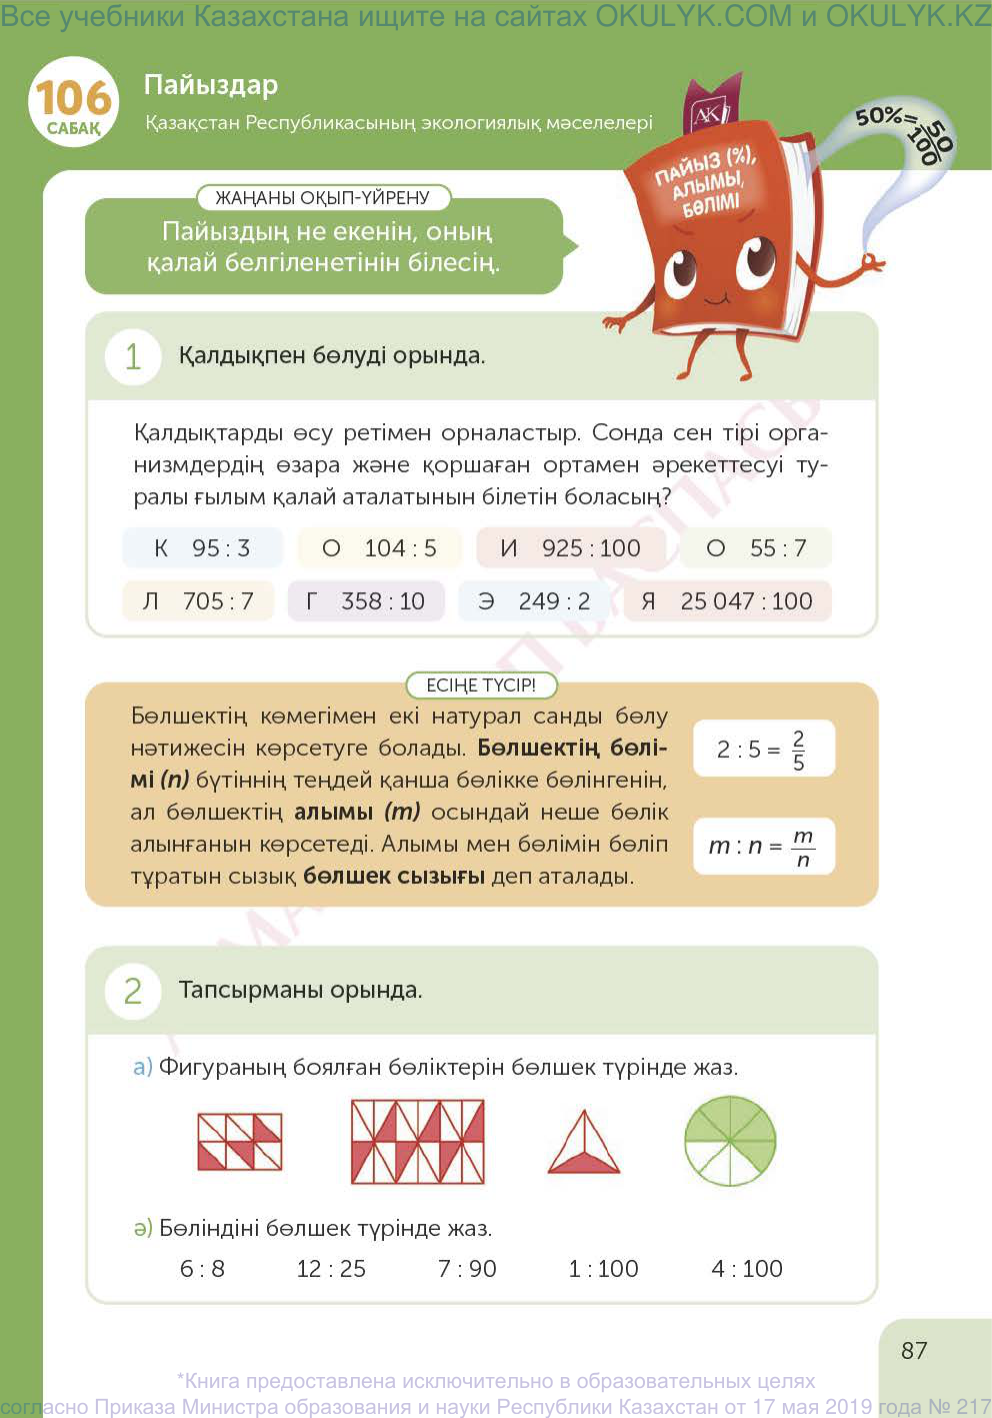 Все учебники Казахстана ищите на сайтах OKULYK.COM и OKULYK.KZ
106
САБАҚ
Пайыздар
Қазақстан Республикасының экологиялық мәселелері
АК
ПАЙЫЗ (%),
АЛЫМЫ,
БӨЛІМІ
50%= 50/100
ЖАҢАНЫ ОҚЫП-ҮЙРЕНУ
Пайыздың не екенін, оның
қалай белгіленетінін білесің.
1 Қалдықпен бөлуді орында.
Қалдықтарды өсу ретімен орналастыр. Сонда сен тірі орга-
низмдердің өзара және қоршаған ортамен әрекеттесуі ту-
ралы ғылым қалай аталатынын білетін боласың?
К 95 : 3 О 104 : 5 И 925 : 100 О 55 : 7
Л 705 : 7 Г 358 : 10 Э 249 : 2 Я 25 047 : 100
ЕСІҢЕ ТҮСІР!
Бөлшектің көмегімен екі натурал санды бөлу
нәтижесін көрсетуге болады. Бөлшектің бөлі-
мі (n) бүтіннің теңдей қанша бөлікке бөлінгенін,
ал бөлшектің алымы (m) осындай неше бөлік
алынғанын көрсетеді. Алымы мен бөлімін бөліп
тұратын сызық бөлшек сызығы деп аталады.
2 : 5 = 2/5
m : n = m/n
2 Тапсырманы орында.
а) Фигураның боялған бөліктерін бөлшек түрінде жаз.
ә) Бөліндіні бөлшек түрінде жаз.
6 : 8 12 : 25 7 : 90 1 : 100 4 : 100
87
*Книга предоставлена исключительно в образовательных целях
согласно Приказа Министра образования и науки Республики Казахстан от 17 мая 2019 года № 217